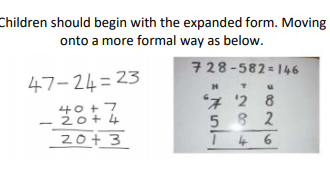 Children should begin with the expanded form. Moving
onto a more formal way as below.
47-24=23
40+7
- 20+4
20+3
728-582=146
H T U
6 7 12 8
5 8 2
1 4 6